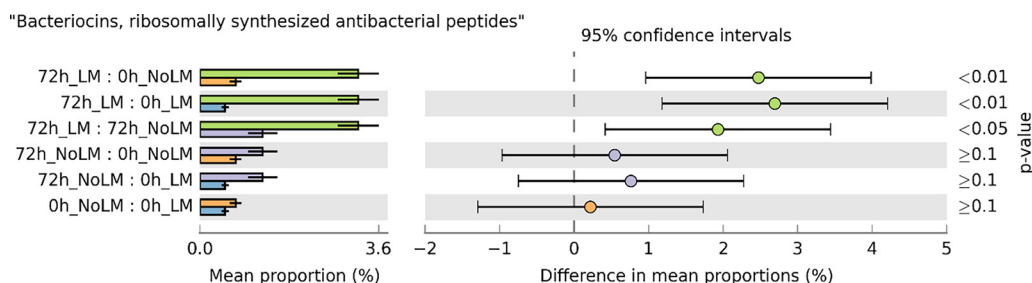 "Bacteriocins, ribosomally synthesized antibacterial peptides"
95% confidence intervals
72h_LM : 0h_NoLM <0.01
72h_LM : 0h_LM <0.01
72h_LM : 72h_NoLM <0.05
72h_NoLM : 0h_NoLM ≥0.1
72h_NoLM : 0h_LM ≥0.1
0h_NoLM : 0h_LM ≥0.1
p-value
0.0 3.6 −2 −1 0 1 2 3 4 5
Mean proportion (%) Difference in mean proportions (%)